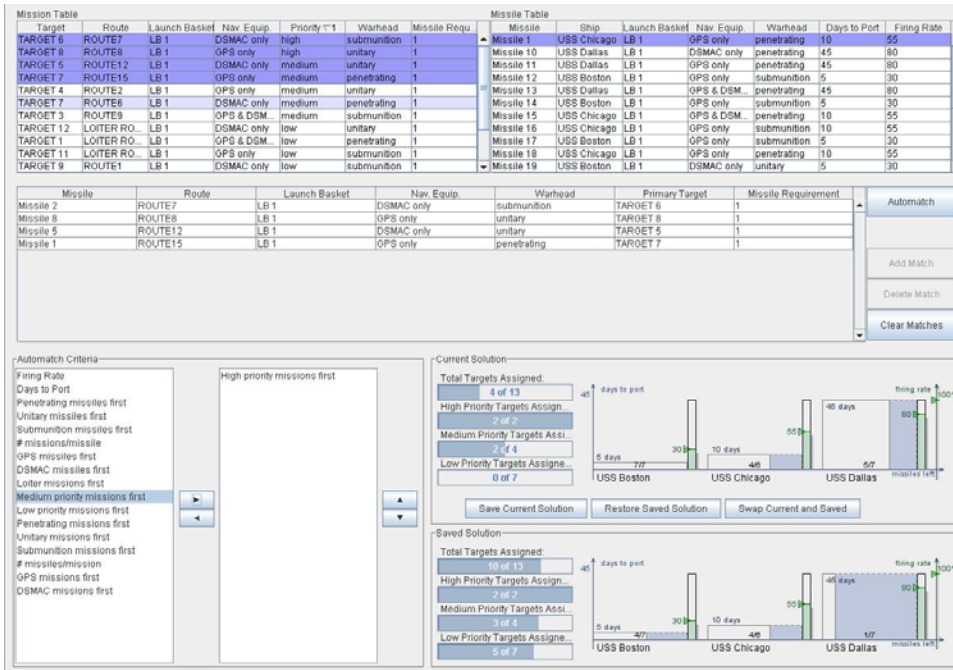 Mission Table
Target Route Launch Basket Nav. Equip. Priority 1 Warhead Missile Requ...
TARGET 6 ROUTE7 LB 1 DSMAC only high submunition 1
TARGET 8 ROUTE8 LB 1 GPS only high unitary 1
TARGET 5 ROUTE12 LB 1 DSMAC only medium unitary 1
TARGET 7 ROUTE15 LB 1 GPS only medium penetrating 1
TARGET 4 ROUTE2 LB 1 GPS only medium unitary 1
TARGET 7 ROUTE6 LB 1 DSMAC only medium penetrating 1
TARGET 3 ROUTE9 LB 1 GPS & DSM... medium submunition 1
TARGET 12 LOITER RO... LB 1 DSMAC only low unitary 1
TARGET 1 LOITER RO... LB 1 GPS & DSM... low penetrating 1
TARGET 11 LOITER RO... LB 1 GPS only low submunition 1
TARGET 9 ROUTE1 LB 1 DSMAC only low submunition 1
Missile Table
Missile Ship Launch Basket Nav. Equip. Warhead Days to Port Firing Rate
Missile 1 USS Chicago LB 1 GPS only penetrating 10 55
Missile 10 USS Dallas LB 1 DSMAC only penetrating 45 80
Missile 11 USS Dallas LB 1 GPS only penetrating 45 80
Missile 12 USS Boston LB 1 GPS only submunition 5 30
Missile 13 USS Dallas LB 1 GPS & DSM... penetrating 45 80
Missile 14 USS Boston LB 1 GPS only submunition 5 30
Missile 15 USS Chicago LB 1 GPS & DSM... submunition 10 55
Missile 16 USS Chicago LB 1 GPS only submunition 10 55
Missile 17 USS Boston LB 1 GPS only submunition 5 30
Missile 18 USS Chicago LB 1 GPS only penetrating 10 55
Missile 19 USS Boston LB 1 DSMAC only unitary 5 30
Missile Route Launch Basket Nav. Equip. Warhead Primary Target Missile Requirement
Missile 2 ROUTE7 LB 1 DSMAC only submunition TARGET 6 1
Missile 8 ROUTE8 LB 1 GPS only unitary TARGET 8 1
Missile 5 ROUTE12 LB 1 DSMAC only unitary TARGET 5 1
Missile 1 ROUTE15 LB 1 GPS only penetrating TARGET 7 1
Automatch
Add Match
Delete Match
Clear Matches
Automatch Criteria
Firing Rate
Days to Port
Penetrating missiles first
Unitary missiles first
Submunition missiles first
# missions/missile
GPS missiles first
DSMAC missiles first
Loiter missions first
Medium priority missions first
Low priority missions first
Penetrating missions first
Unitary missions first
Submunition missions first
# missiles/mission
GPS missions first
DSMAC missions first
High priority missions first
Current Solution
Total Targets Assigned:
4 of 13
High Priority Targets Assign...
2 of 2
Medium Priority Targets Assi...
2 of 4
Low Priority Targets Assigne...
0 of 7
45 days to port firing rate 100%
5 days 7/7 30 USS Boston
10 days 4/6 55 USS Chicago
45 days 5/7 80 USS Dallas
missiles left
Save Current Solution
Restore Saved Solution
Swap Current and Saved
Saved Solution
Total Targets Assigned:
10 of 13
High Priority Targets Assign...
2 of 2
Medium Priority Targets Assi...
3 of 4
Low Priority Targets Assigne...
5 of 7
45 days to port firing rate 100%
5 days 4/7 30 USS Boston
10 days 4/6 55 USS Chicago
45 days 1/7 80 USS Dallas
missiles left